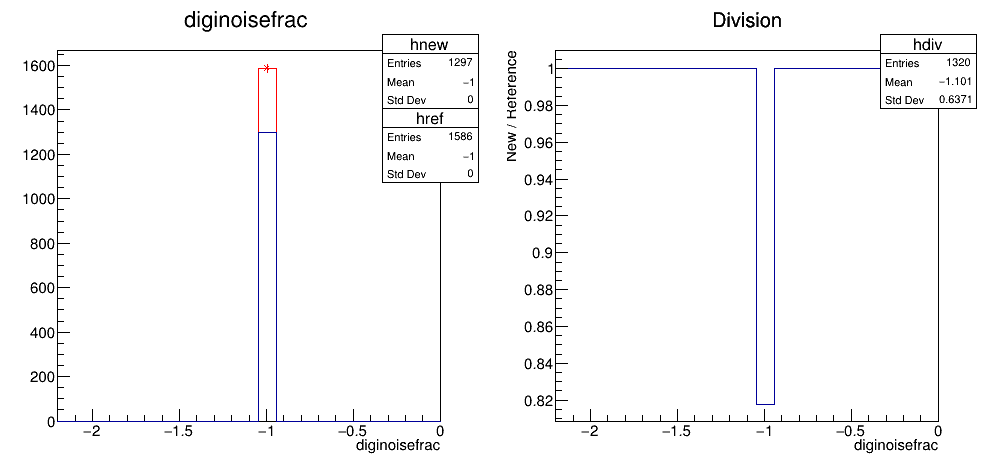 diginoisefrac
hnew
Entries 1297
Mean −1
Std Dev 0
href
Entries 1586
Mean −1
Std Dev 0
1600
1400
1200
1000
800
600
400
200
0
−2 −1.5 −1 −0.5 0
diginoisefrac
Division
hdiv
Entries 1320
Mean −1.101
Std Dev 0.6371
New / Reference
1
0.98
0.96
0.94
0.92
0.9
0.88
0.86
0.84
0.82
−2 −1.5 −1 −0.5 0
diginoisefrac